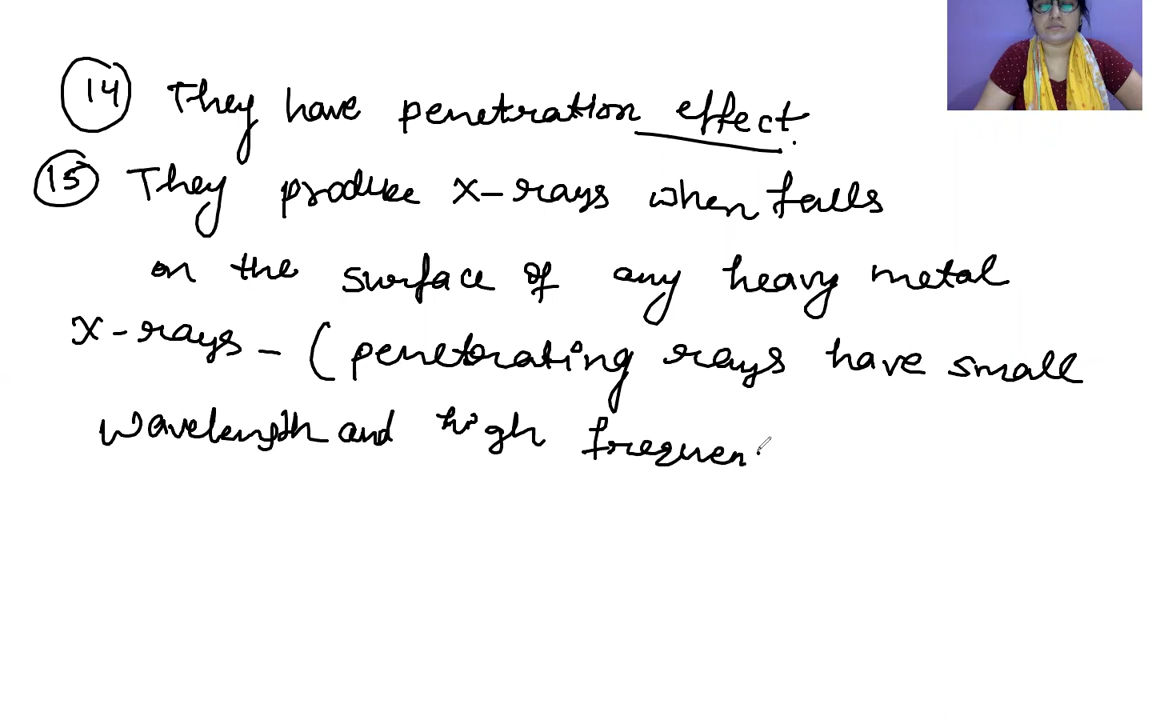 14 They have penetration effect.
15 They produce x-rays when falls
on the surface of any heavy metal
x-rays - ( penetrating rays have small
wavelength and high frequen